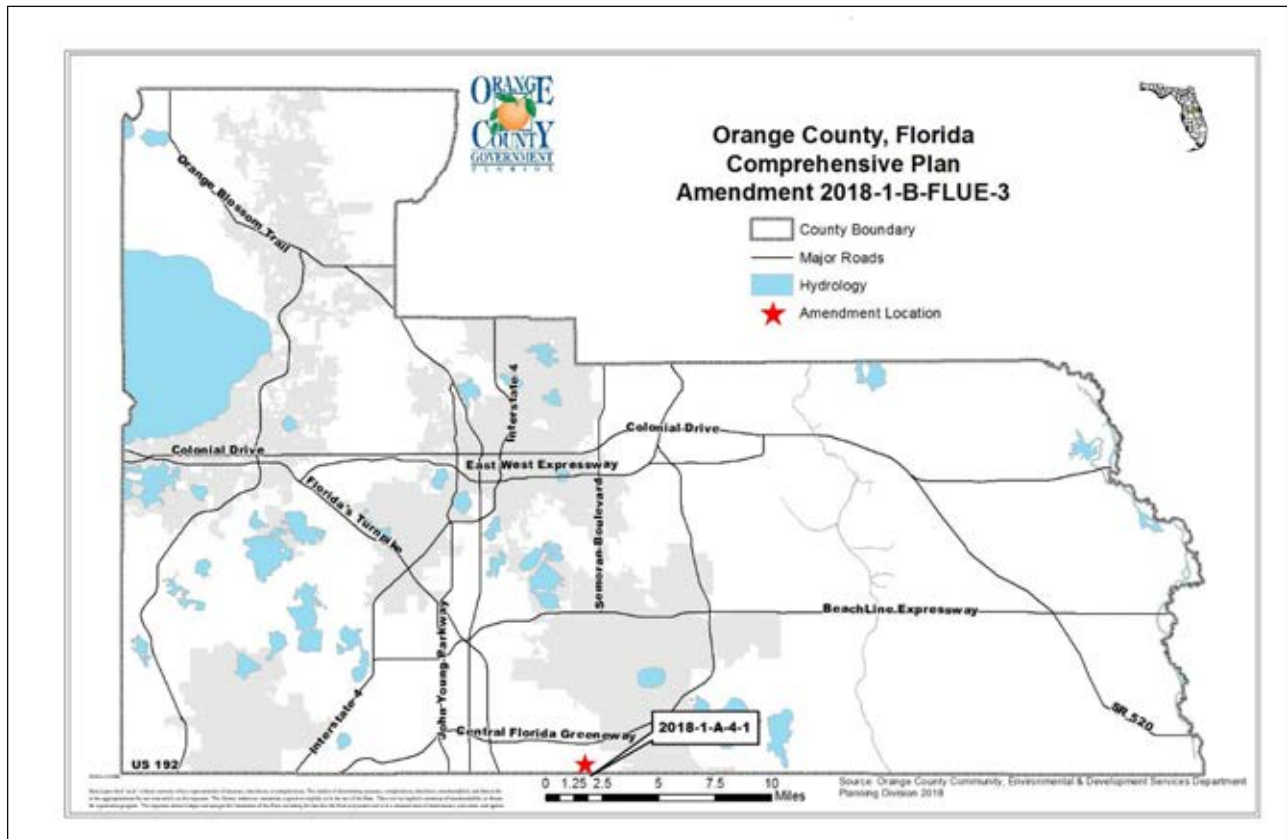 ORANGE
COUNTY
GOVERNMENT
FLORIDA
Orange County, Florida
Comprehensive Plan
Amendment 2018-1-B-FLUE-3
County Boundary
Major Roads
Hydrology
Amendment Location
Orange Blossom Trail
Interstate 4
Colonial Drive
Colonial Drive
East West Expressway
Florida's Turnpike
Semoran Boulevard
BeachLine Expressway
John Young Parkway
Interstate 4
Central Florida Greeneway
SR 520
2018-1-A-4-1
US 192
0 1.25 2.5 5 7.5 10
Miles
Source: Orange County Community, Environmental & Development Services Department
Planning Division 2018